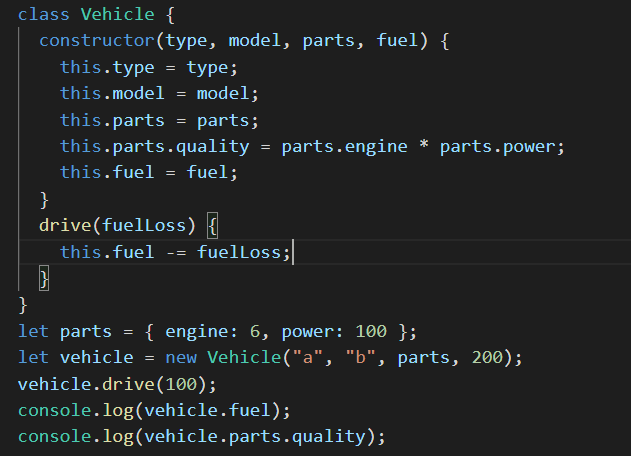 class Vehicle {
  constructor(type, model, parts, fuel) {
    this.type = type;
    this.model = model;
    this.parts = parts;
    this.parts.quality = parts.engine * parts.power;
    this.fuel = fuel;
  }
  drive(fuelLoss) {
    this.fuel -= fuelLoss;
  }
}
let parts = { engine: 6, power: 100 };
let vehicle = new Vehicle("a", "b", parts, 200);
vehicle.drive(100);
console.log(vehicle.fuel);
console.log(vehicle.parts.quality);